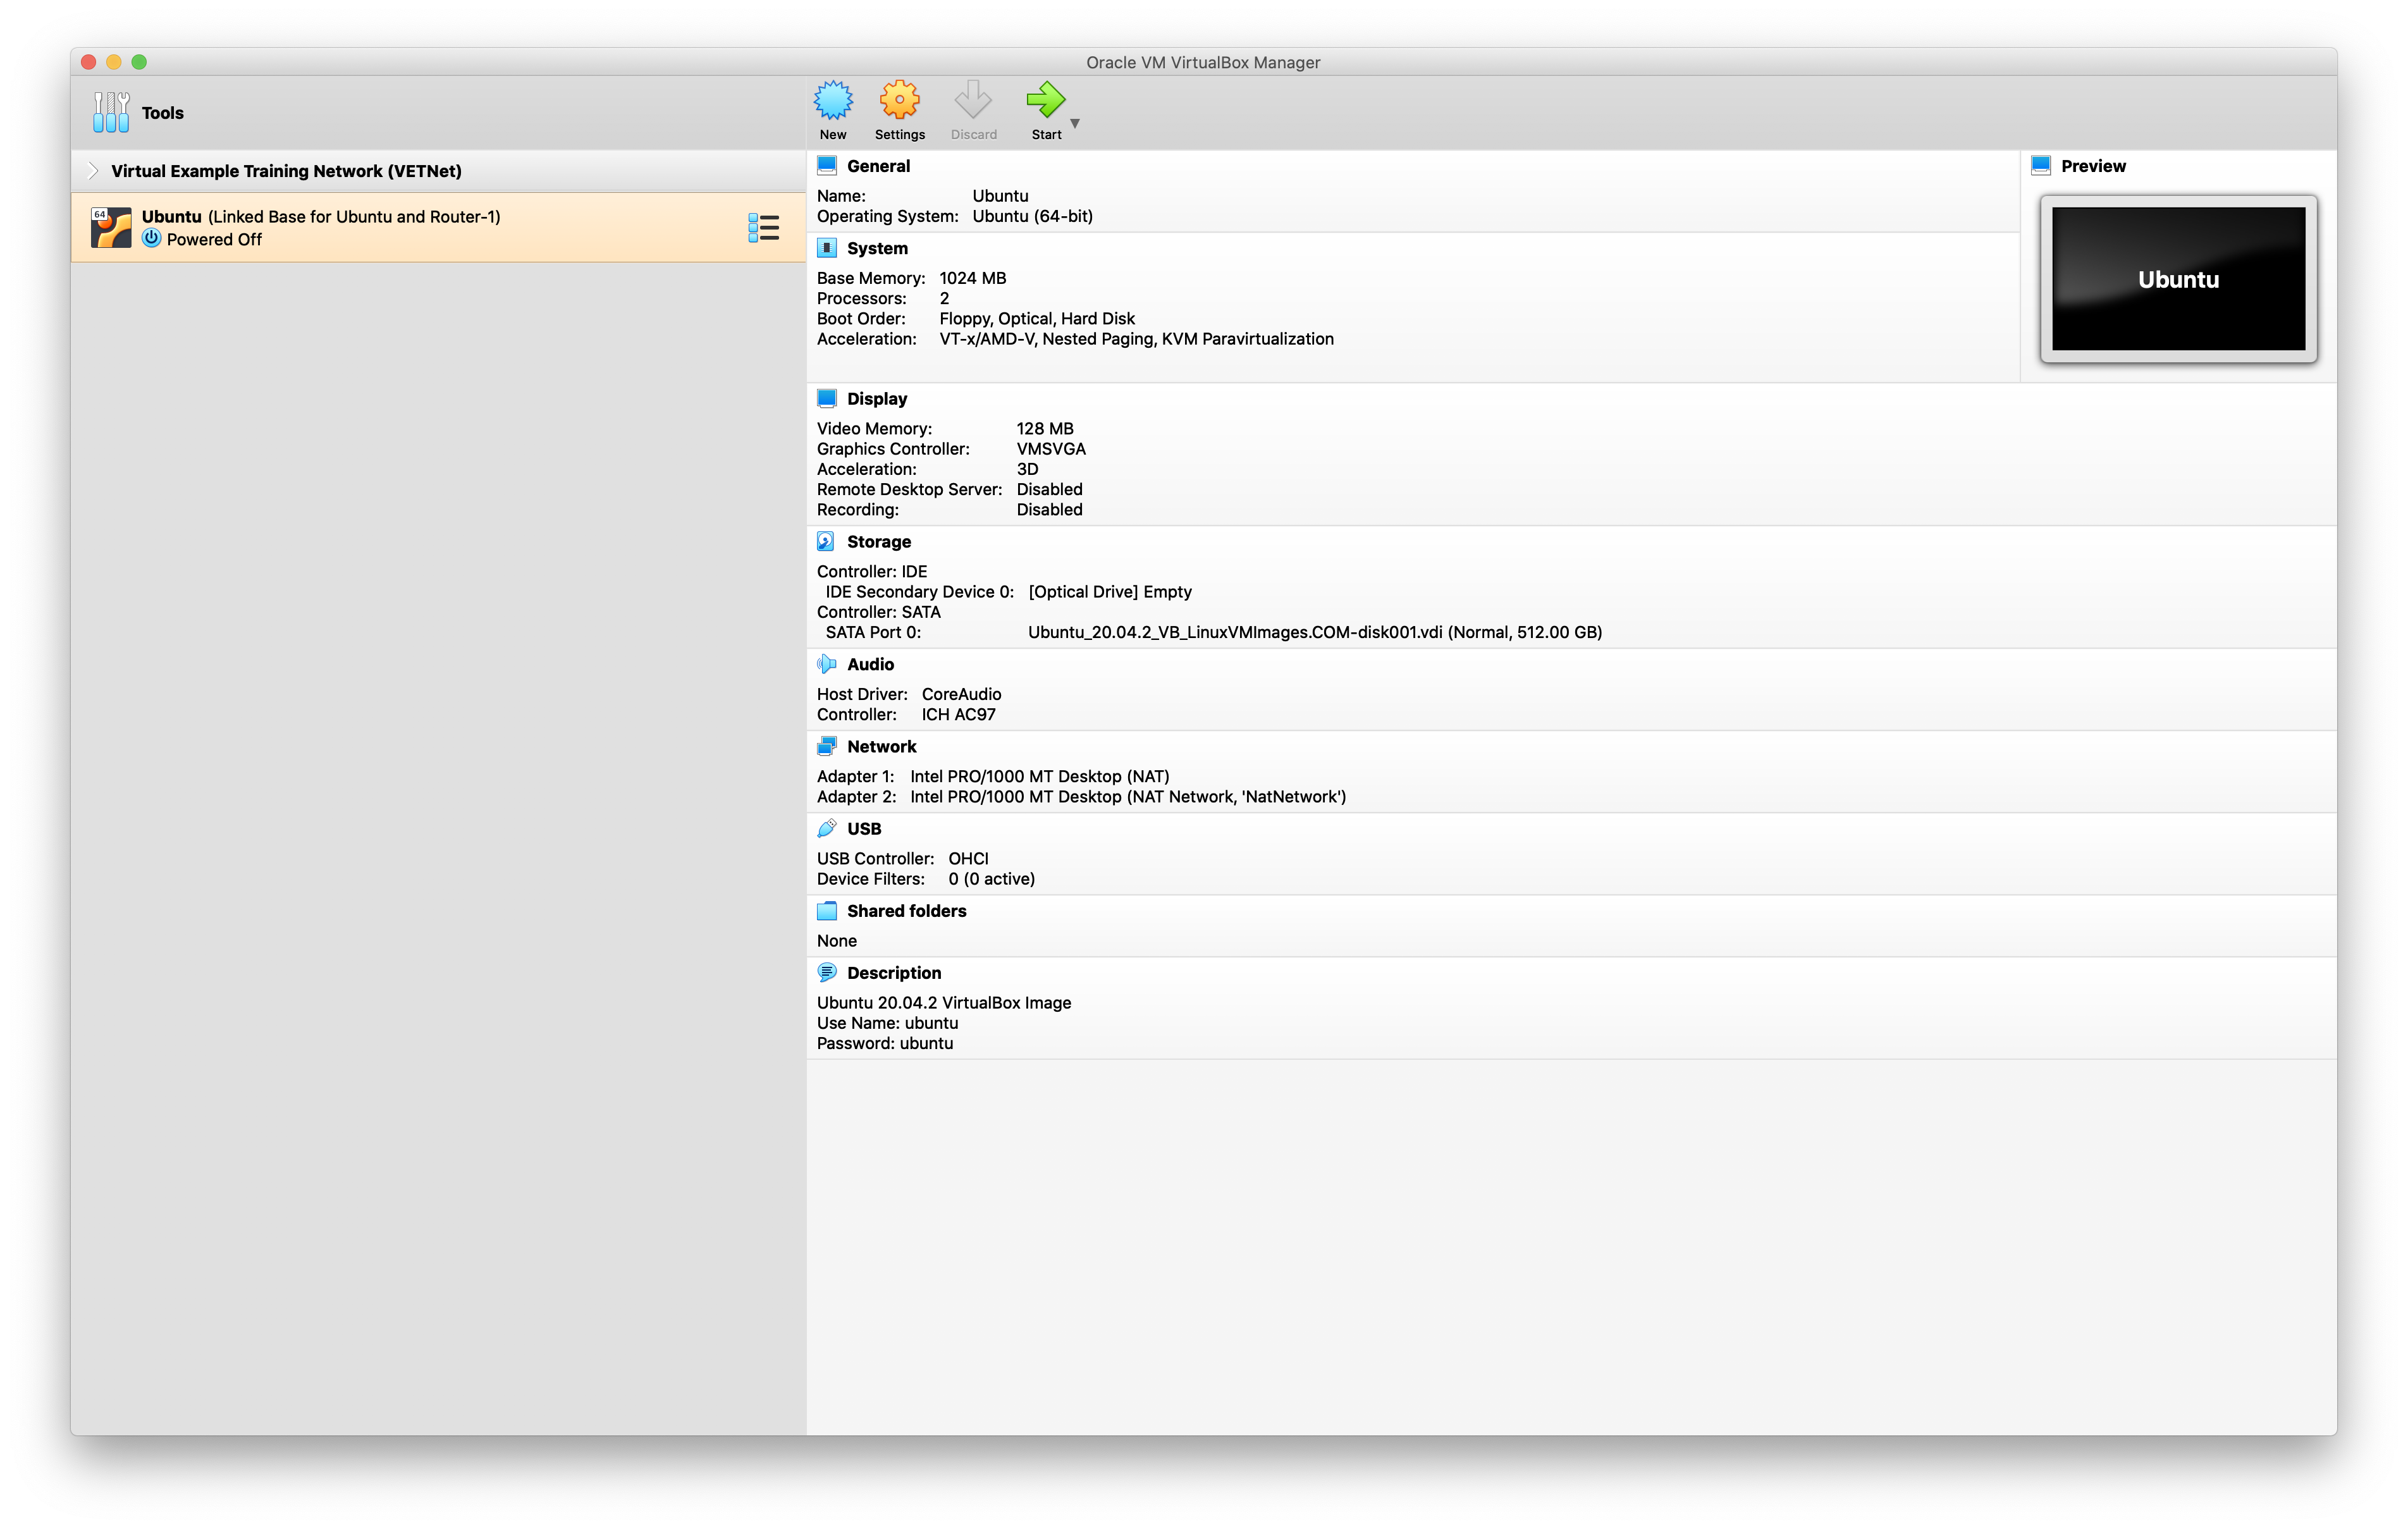 Oracle VM VirtualBox Manager
Tools
New Settings Discard Start
Virtual Example Training Network (VETNet)
64
Ubuntu (Linked Base for Ubuntu and Router-1)
Powered Off
General
Name: Ubuntu
Operating System: Ubuntu (64-bit)
Preview
Ubuntu
System
Base Memory: 1024 MB
Processors: 2
Boot Order: Floppy, Optical, Hard Disk
Acceleration: VT-x/AMD-V, Nested Paging, KVM Paravirtualization
Display
Video Memory: 128 MB
Graphics Controller: VMSVGA
Acceleration: 3D
Remote Desktop Server: Disabled
Recording: Disabled
Storage
Controller: IDE
IDE Secondary Device 0: [Optical Drive] Empty
Controller: SATA
SATA Port 0: Ubuntu_20.04.2_VB_LinuxVMImages.COM-disk001.vdi (Normal, 512.00 GB)
Audio
Host Driver: CoreAudio
Controller: ICH AC97
Network
Adapter 1: Intel PRO/1000 MT Desktop (NAT)
Adapter 2: Intel PRO/1000 MT Desktop (NAT Network, 'NatNetwork')
USB
USB Controller: OHCI
Device Filters: 0 (0 active)
Shared folders
None
Description
Ubuntu 20.04.2 VirtualBox Image
Use Name: ubuntu
Password: ubuntu